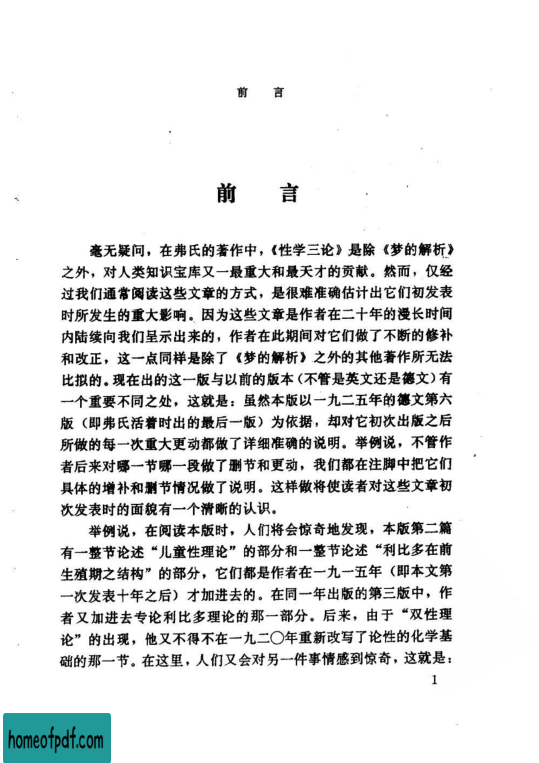 前 言
前 言
毫无疑问，在弗氏的著作中，《性学三论》是除《梦的解析》
之外，对人类知识宝库又一最重大和最天才的贡献。然而，仅经
过我们通常阅读这些文章的方式，是很难准确估计出它们初发表
时所发生的重大影响。因为这些文章是作者在二十年的漫长时间
内陆续向我们呈示出来的，作者在此期间对它们做了不断的修补
和改正，这一点同样是除了《梦的解析》之外的其他著作所无法
比拟的。现在出的这一版与以前的版本（不管是英文还是德文）有
一个重要不同之处，这就是：虽然本版以一九二五年的德文第六
版（即弗氏活着时出的最后一版）为依据，却对它初次出版之后
所做的每一次重大更动都做了详细准确的说明。举例说，不管作
者后来对哪一节哪一段做了删节和更动，我们都在注脚中把它们
具体的增补和删节情况做了说明。这样做将使读者对这些文章初
次发表时的面貌有一个清晰的认识。
举例说，在阅读本版时，人们将会惊奇地发现，本版第二篇
有一整节论述“儿童性理论”的部分和一整节论述“利比多在前
生殖期之结构”的部分，它们都是作者在一九一五年（即本文第
一次发表十年之后）才加进去的。在同一年出版的第三版中，作
者又加进去专论利比多理论的那一部分。后来，由于“双性理
论”的出现，他又不得不在一九二〇年重新改写了论性的化学基
础的那一节。在这里，人们又会对另一件事情感到惊奇，这就是：
1
homeofpdf.com